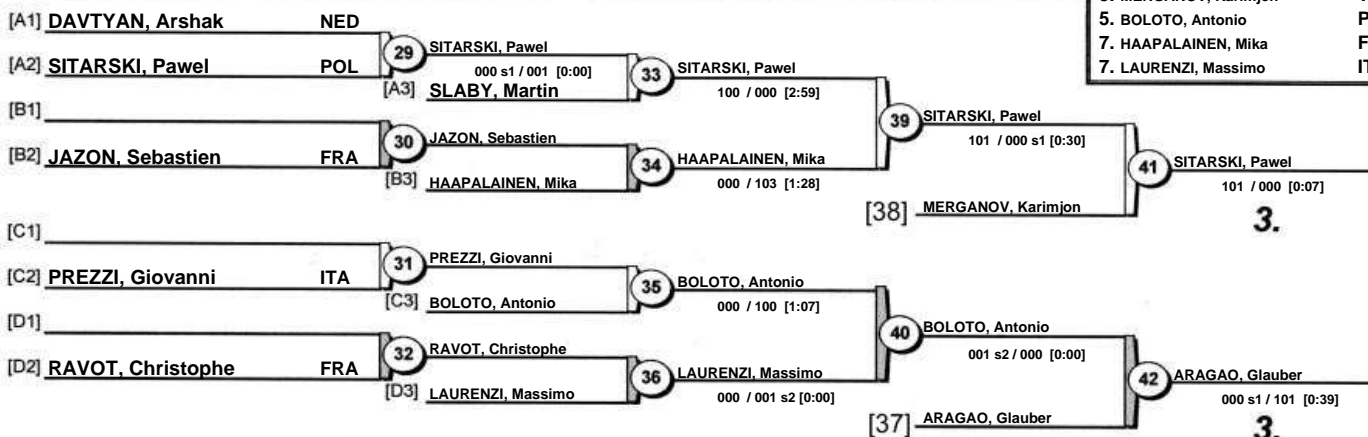 5. BOLOTO, Antonio P
7. HAAPALAINEN, Mika F
7. LAURENZI, Massimo IT
[A1] DAVTYAN, Arshak NED
[A2] SITARSKI, Pawel POL
29
SITARSKI, Pawel
000 s1 / 001 [0:00]
[A3] SLABY, Martin
33
SITARSKI, Pawel
100 / 000 [2:59]
[B1]
[B2] JAZON, Sebastien FRA
30
JAZON, Sebastien
[B3] HAAPALAINEN, Mika
34
HAAPALAINEN, Mika
000 / 103 [1:28]
39
SITARSKI, Pawel
101 / 000 s1 [0:30]
[38] MERGANOV, Karimjon
41
SITARSKI, Pawel
101 / 000 [0:07]
3.
[C1]
[C2] PREZZI, Giovanni ITA
31
PREZZI, Giovanni
[C3] BOLOTO, Antonio
35
BOLOTO, Antonio
000 / 100 [1:07]
[D1]
[D2] RAVOT, Christophe FRA
32
RAVOT, Christophe
[D3] LAURENZI, Massimo
36
LAURENZI, Massimo
000 / 001 s2 [0:00]
40
BOLOTO, Antonio
001 s2 / 000 [0:00]
[37] ARAGAO, Glauber
42
ARAGAO, Glauber
000 s1 / 101 [0:39]
3.